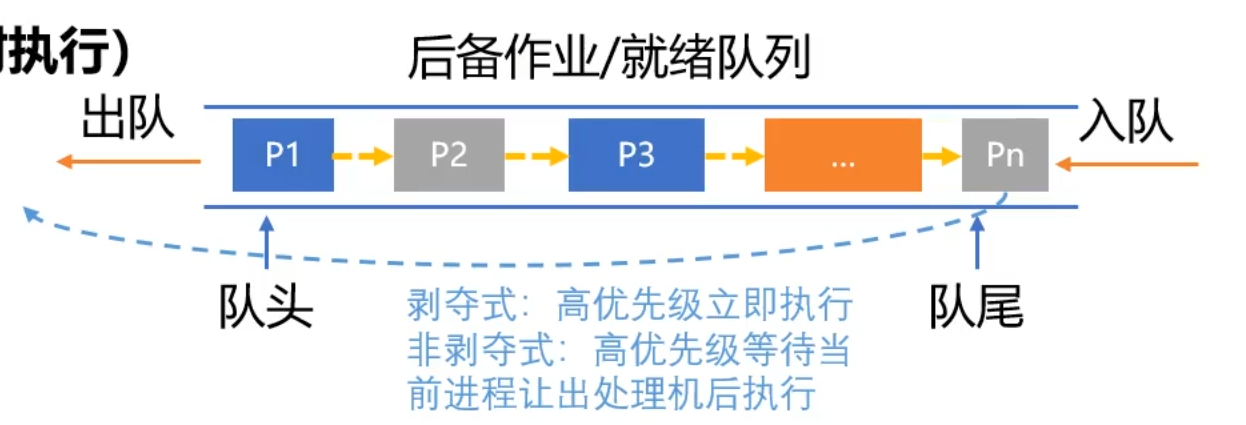 执行）
后备作业/就绪队列
出队
入队
P1
P2
P3
...
Pn
队头
队尾
剥夺式：高优先级立即执行
非剥夺式：高优先级等待当
前进程让出处理机后执行